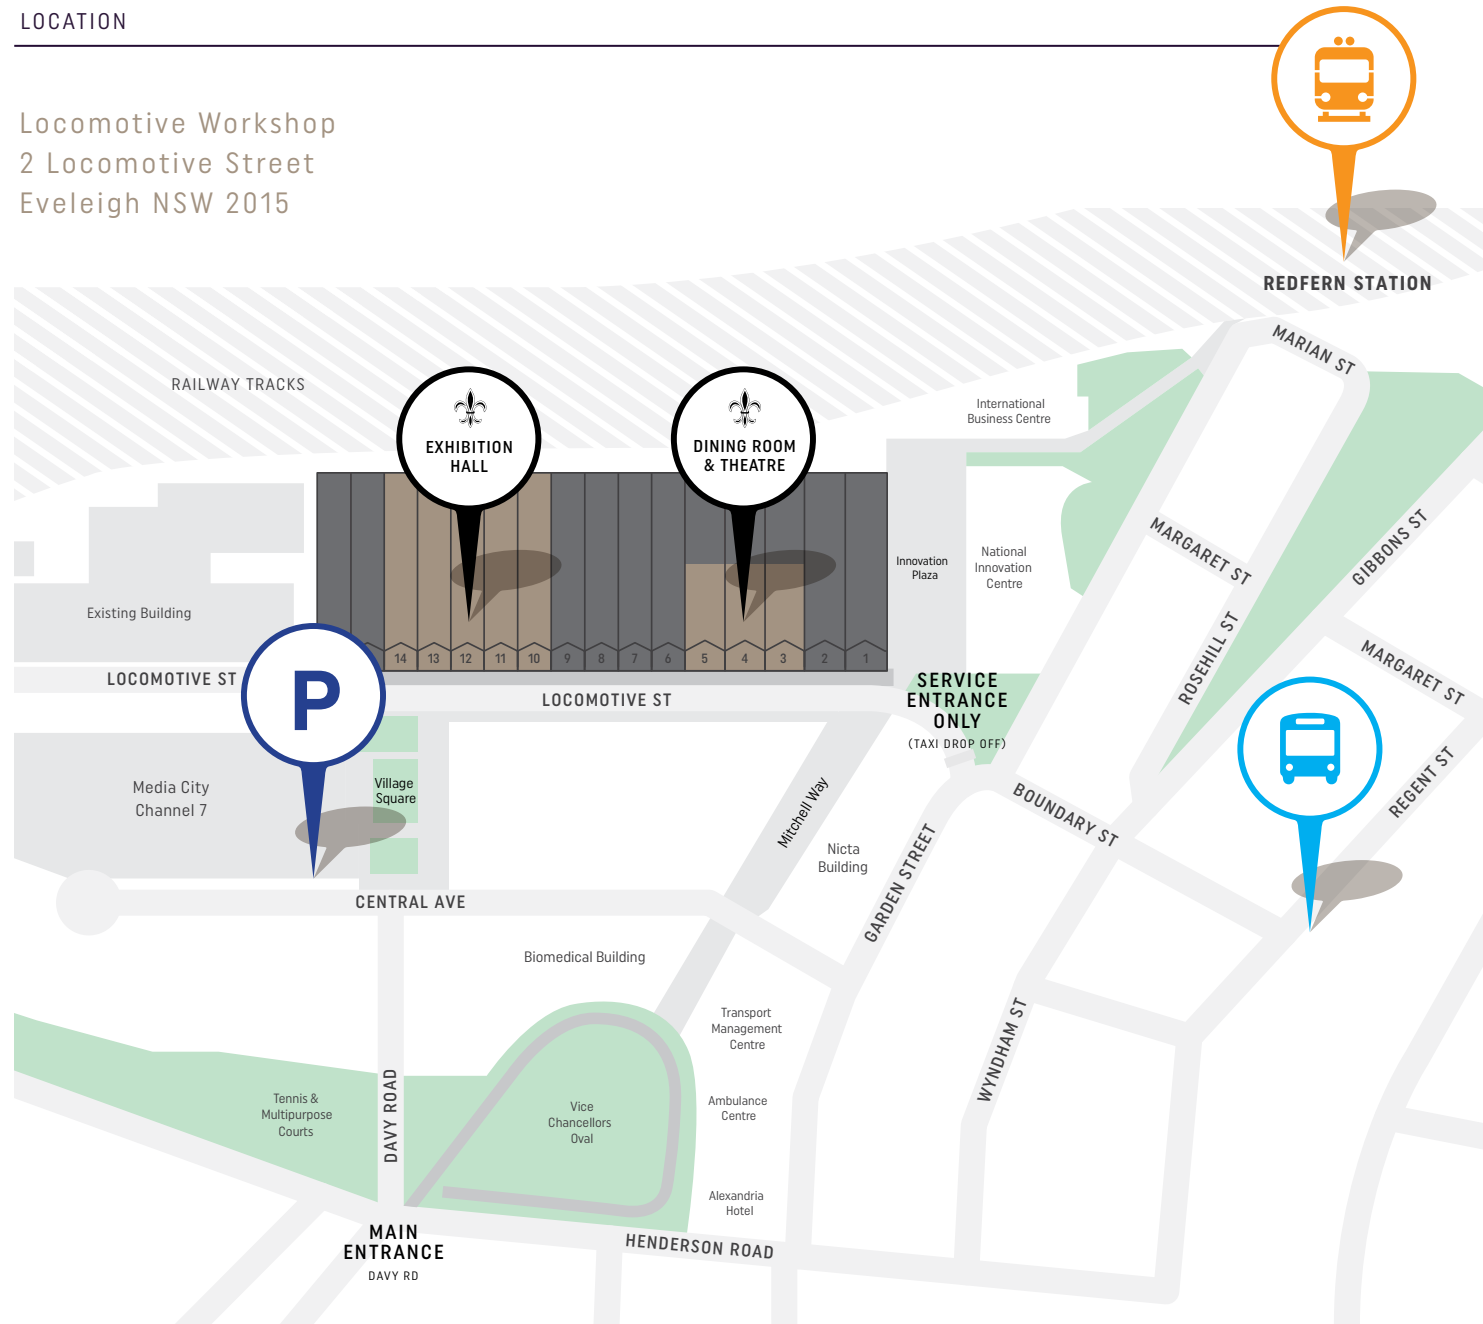 LOCATION
Locomotive Workshop
2 Locomotive Street
Eveleigh NSW 2015
REDFERN STATION
MARIAN ST
RAILWAY TRACKS
International
Business Centre
EXHIBITION
HALL
DINING ROOM
& THEATRE
MARGARET ST
GIBBONS ST
Innovation
Plaza
National
Innovation
Centre
Existing Building
14 13 12 11 10 9 8 7 6 5 4 3 2 1
ROSEHILL ST
MARGARET ST
LOCOMOTIVE ST
P
LOCOMOTIVE ST
SERVICE
ENTRANCE
ONLY
(TAXI DROP OFF)
Media City
Channel 7
Village
Square
Mitchell Way
BOUNDARY ST
REGENT ST
Nicta
Building
GARDEN STREET
CENTRAL AVE
Biomedical Building
Transport
Management
Centre
WYNDHAM ST
Tennis &
Multipurpose
Courts
DAVY ROAD
Vice
Chancellors
Oval
Ambulance
Centre
Alexandria
Hotel
MAIN
ENTRANCE
DAVY RD
HENDERSON ROAD